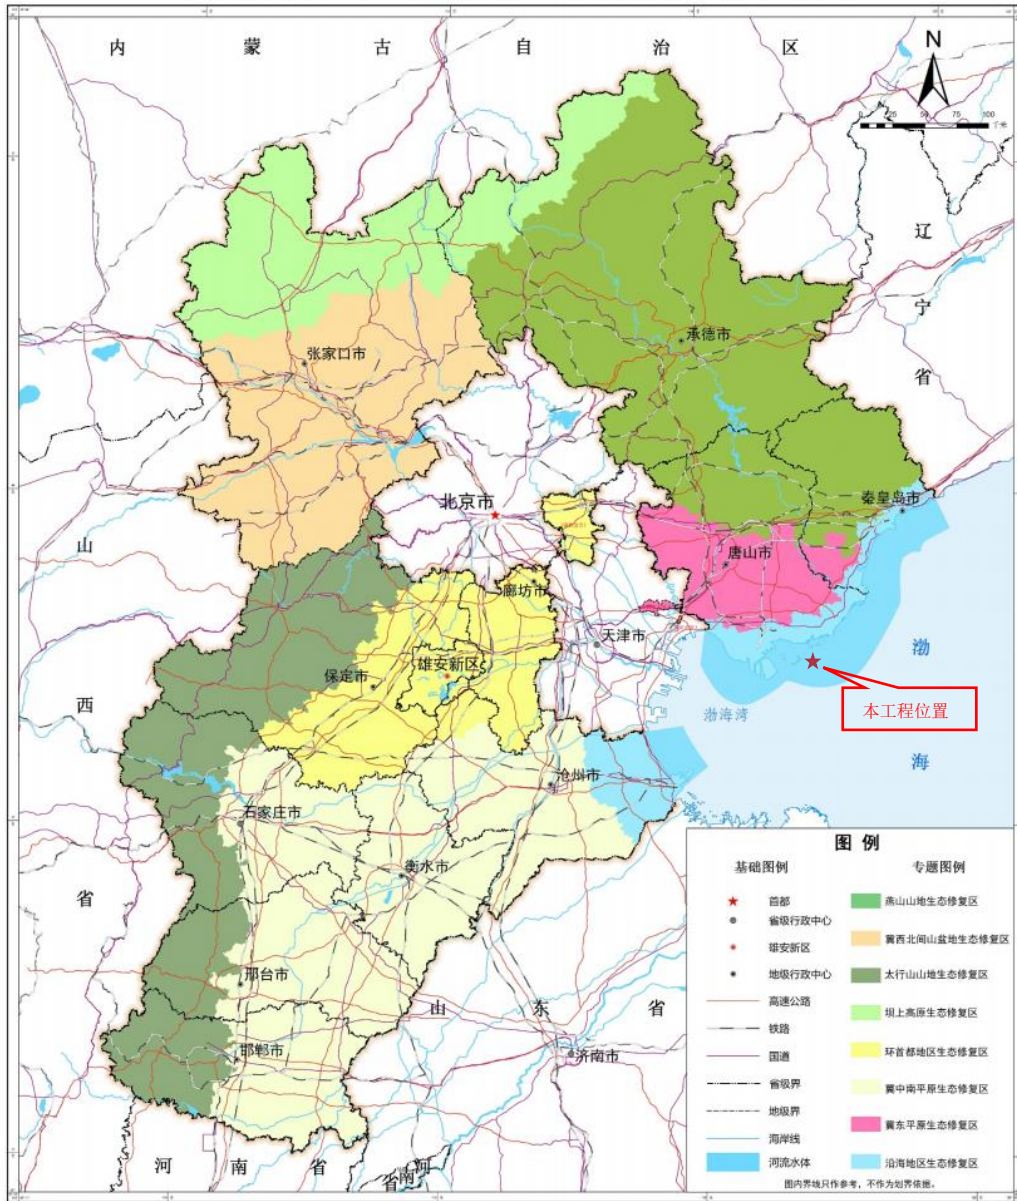 内 蒙 古 自 治 区
N
0 25 50 75 100
千米
辽
宁
省
承德市
张家口市
北京市
秦皇岛市
唐山市
山
廊坊市
天津市
雄安新区
保定市
渤
西
本工程位置
渤海湾
海
沧州市
石家庄市
衡水市
省
邢台市
山 东 省
邯郸市
济南市
河 南 省
河
南
省
图 例
基础图例
专题图例
首都
省级行政中心
雄安新区
地级行政中心
高速公路
铁路
国道
省级界
地级界
海岸线
河流水体
燕山山地生态修复区
冀西北间山盆地生态修复区
太行山山地生态修复区
坝上高原生态修复区
环首都地区生态修复区
冀中南平原生态修复区
冀东平原生态修复区
沿海地区生态修复区
图内界线只作参考，不作为划界依据。